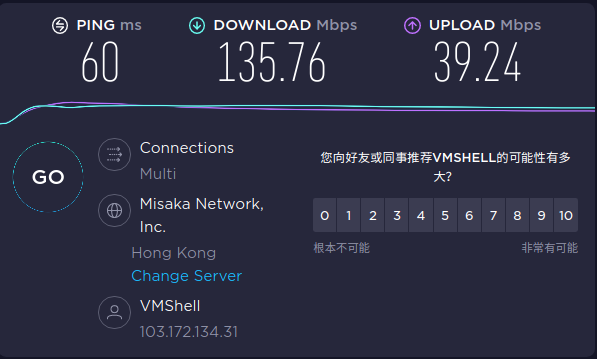 PING ms
DOWNLOAD Mbps
UPLOAD Mbps
60
135.76
39.24
GO
Connections
Multi
Misaka Network,
Inc.
Hong Kong
Change Server
VMShell
103.172.134.31
您向好友或同事推荐VMSHELL的可能性有多
大?
0 1 2 3 4 5 6 7 8 9 10
根本不可能
非常有可能